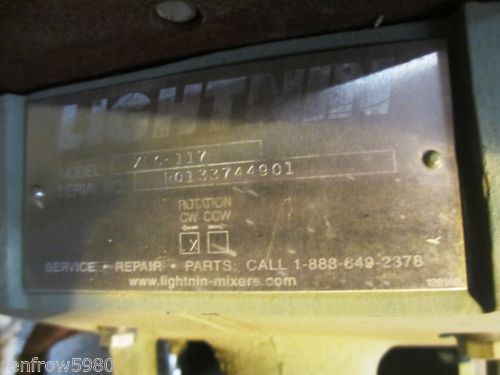 LIGHTNIN
MODEL
SERIAL NO.
ROTATION
CW CCW
X
SERVICE • REPAIR • PARTS: CALL 1-888-649-2378
www.lightnin-mixers.com
renfrow5980